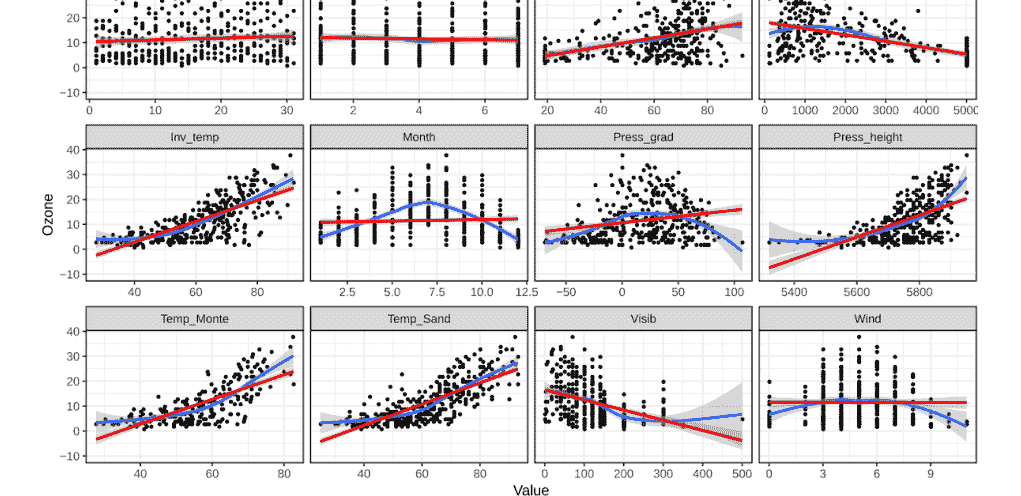 20
10
0
−10
0 10 20 30 2 4 6 20 40 60 80 0 1000 2000 3000 4000 5000
Inv_temp Month Press_grad Press_height
40
30
20
10
0
−10
40 60 80 2.5 5.0 7.5 10.0 12.5 −50 0 50 100 5400 5600 5800
Ozone
Temp_Monte Temp_Sand Visib Wind
40
30
20
10
0
−10
40 60 80 40 60 80 0 100 200 300 400 500 0 3 6 9
Value